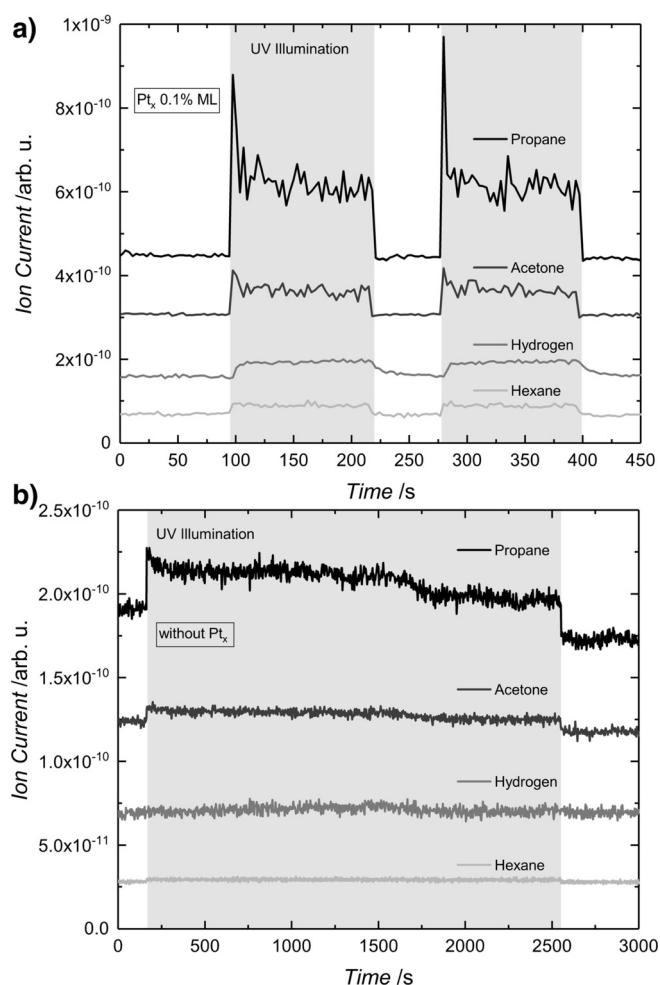 a)
1x10⁻⁹
8x10⁻¹⁰
6x10⁻¹⁰
4x10⁻¹⁰
2x10⁻¹⁰
0
Ion Current /arb. u.
UV Illumination
Ptₓ 0.1% ML
Propane
Acetone
Hydrogen
Hexane
0 50 100 150 200 250 300 350 400 450
Time /s
b)
2.5x10⁻¹⁰
2.0x10⁻¹⁰
1.5x10⁻¹⁰
1.0x10⁻¹⁰
5.0x10⁻¹¹
0.0
Ion Current /arb. u.
UV Illumination
Propane
without Ptₓ
Acetone
Hydrogen
Hexane
0 500 1000 1500 2000 2500 3000
Time /s